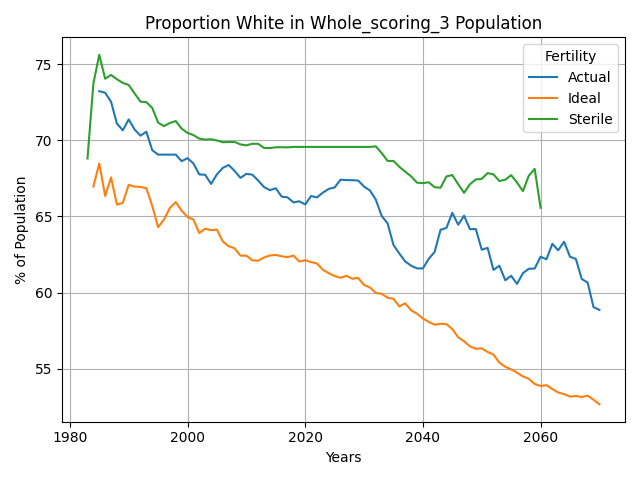 Proportion White in Whole_scoring_3 Population
Fertility
Actual
Ideal
Sterile
% of Population
75
70
65
60
55
1980
2000
2020
2040
2060
Years